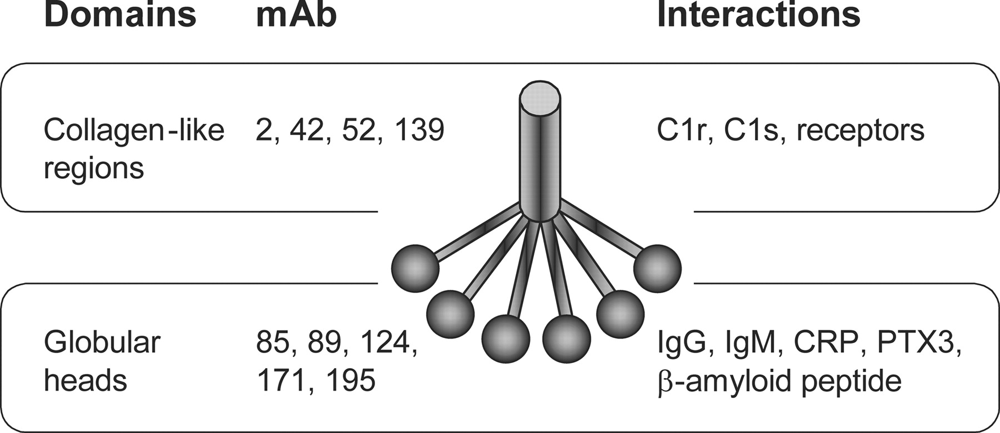 Domains mAb Interactions
Collagen-like 2, 42, 52, 139 C1r, C1s, receptors
regions
Globular 85, 89, 124, IgG, IgM, CRP, PTX3,
heads 171, 195 β-amyloid peptide